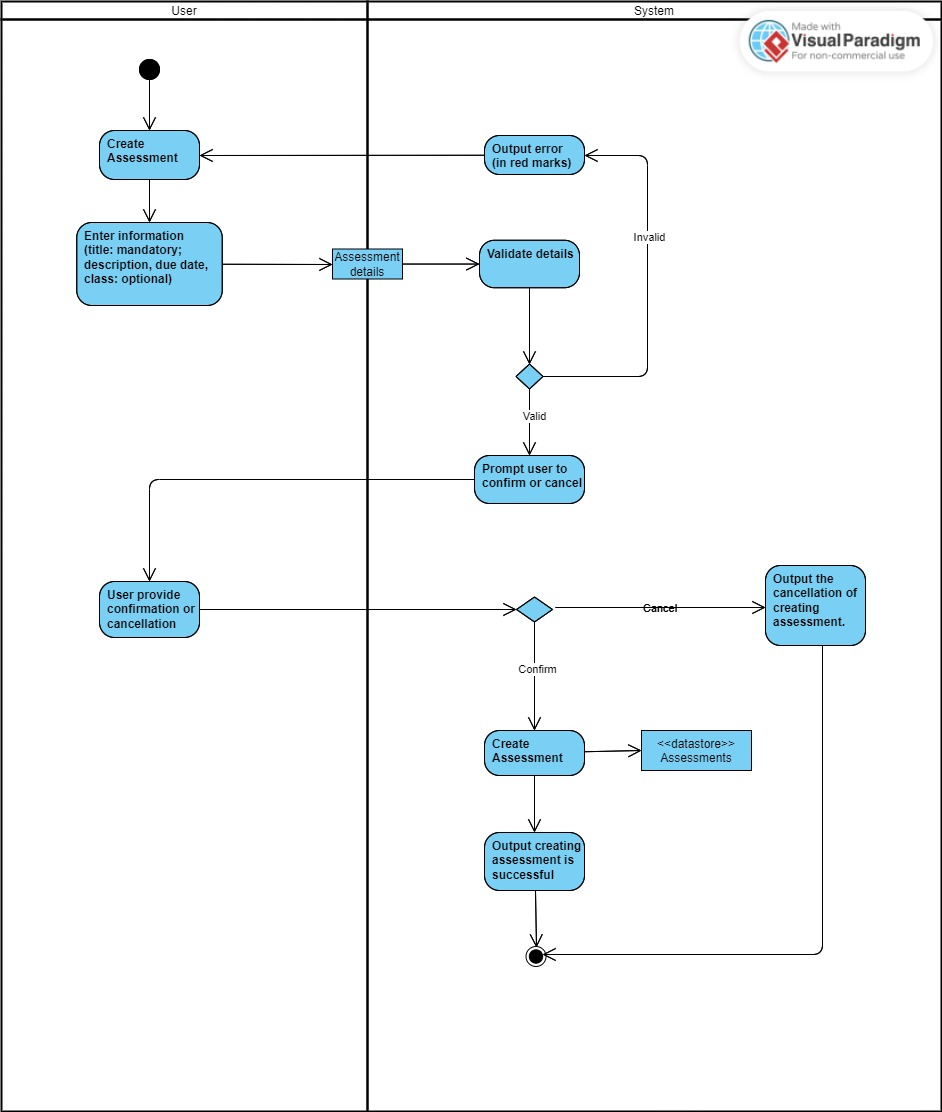 User
System
Made with
Visual Paradigm
For non-commercial use
Create
Assessment
Output error
(in red marks)
Invalid
Enter information
(title: mandatory;
description, due date,
class: optional)
Assessment
details
Validate details
Valid
Prompt user to
confirm or cancel
User provide
confirmation or
cancellation
Cancel
Output the
cancellation of
creating
assessment.
Confirm
Create
Assessment
<<datastore>>
Assessments
Output creating
assessment is
successful